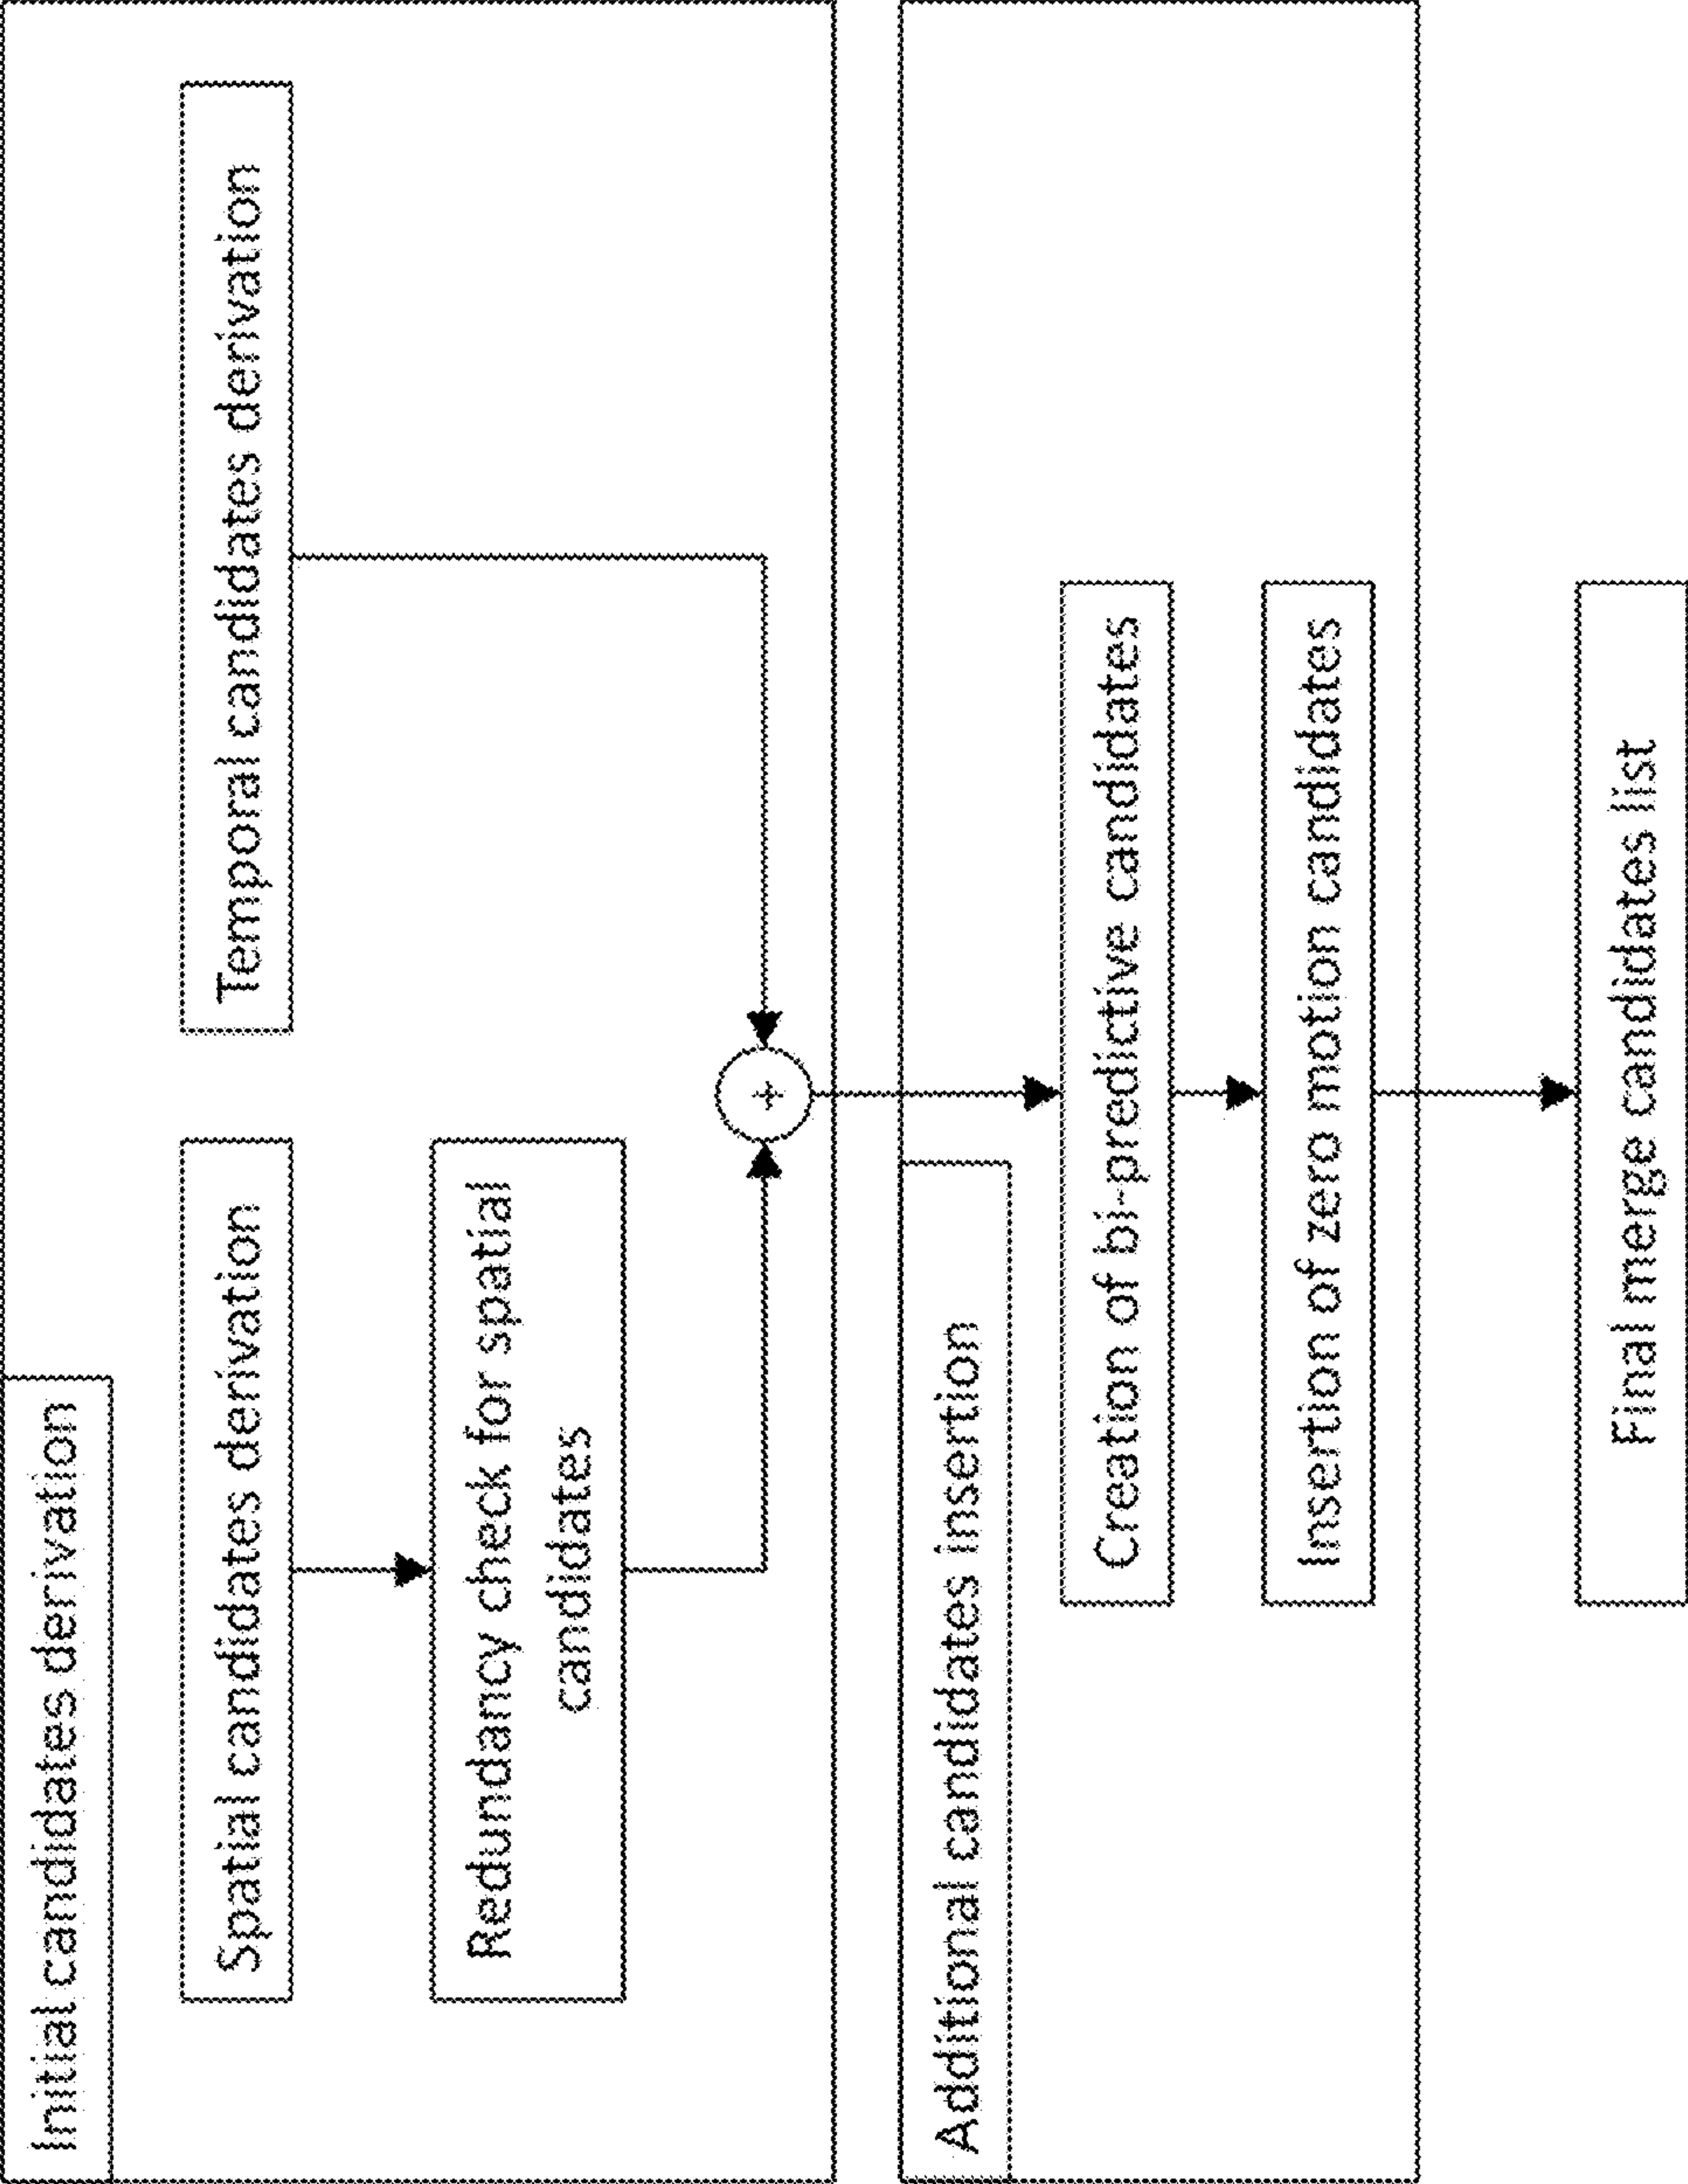 Initial candidates derivation
Spatial candidates derivation
Temporal candidates derivation
Redundancy check for spatial
candidates
+
Additional candidates insertion
Creation of bi-predictive candidates
Insertion of zero motion candidates
Final merge candidates list